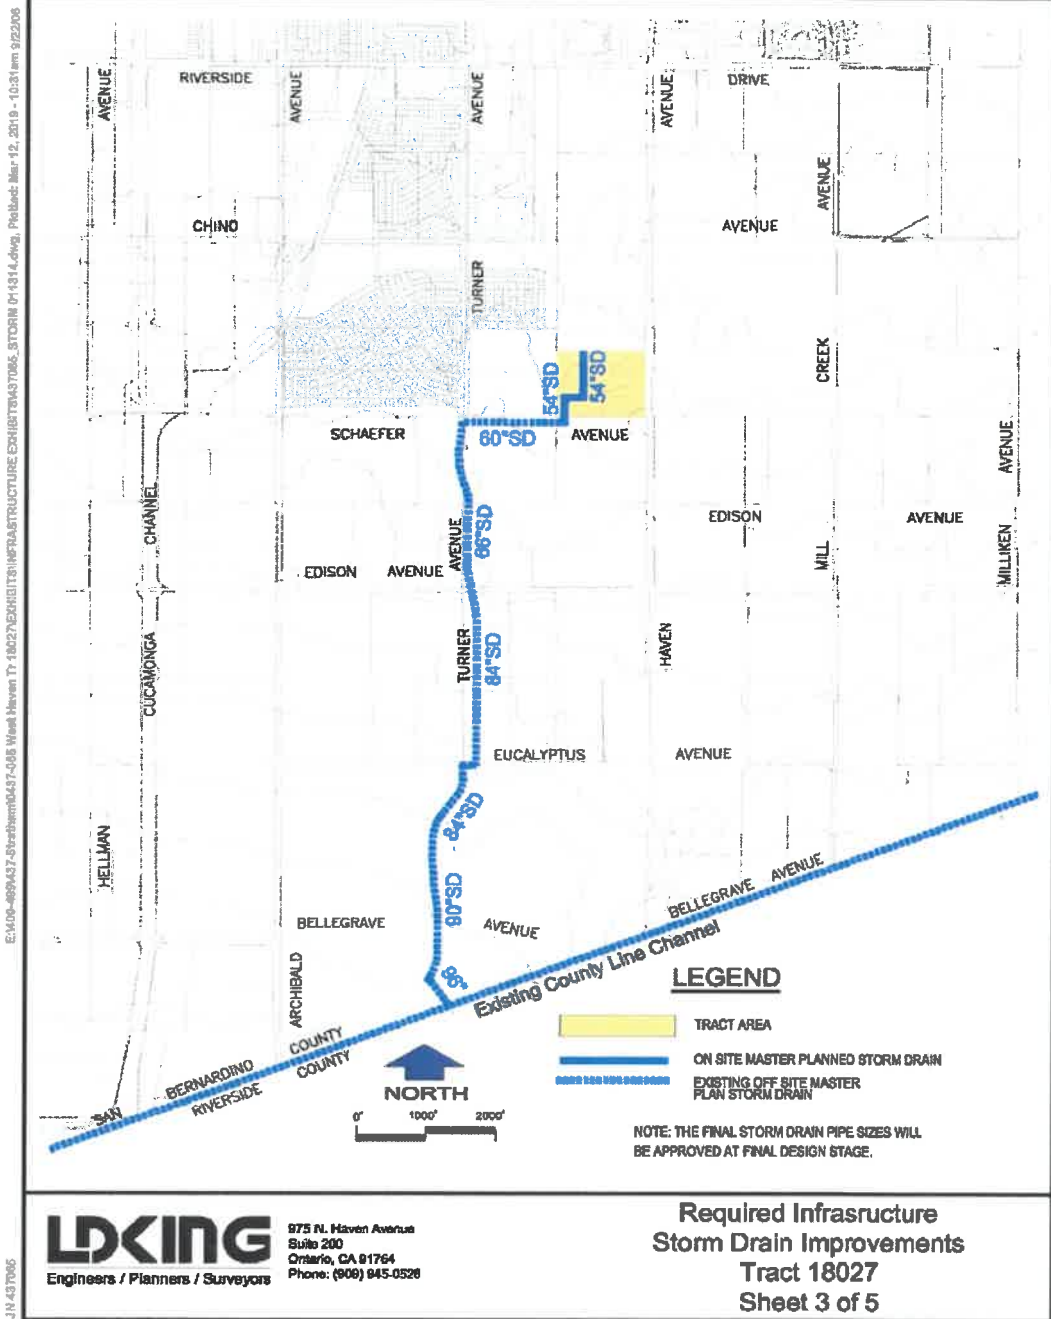 RIVERSIDE
DRIVE
AVENUE
AVENUE
AVENUE
AVENUE
AVENUE
CHINO
AVENUE
TURNER
CREEK
54"SD
54"SD
SCHAEFER
60"SD
AVENUE
AVENUE
CHANNEL
AVENUE
66"SD
EDISON
AVENUE
MILL
MILLIKEN
EDISON
AVENUE
CUCAMONGA
TURNER
84"SD
HAVEN
EUCALYPTUS
AVENUE
84"SD
HELLMAN
90"SD
BELLEGRAVE
AVENUE
BELLEGRAVE AVENUE
ARCHIBALD
Existing County Line Channel
SAN BERNARDINO COUNTY
RIVERSIDE COUNTY
NORTH
0' 1000' 2000'
LEGEND
TRACT AREA
ON SITE MASTER PLANNED STORM DRAIN
EXISTING OFF SITE MASTER
PLAN STORM DRAIN
NOTE: THE FINAL STORM DRAIN PIPE SIZES WILL
BE APPROVED AT FINAL DESIGN STAGE.
LDKING
Engineers / Planners / Surveyors
975 N. Haven Avenue
Suite 200
Ontario, CA 91764
Phone: (909) 945-0526
Required Infrasructure
Storm Drain Improvements
Tract 18027
Sheet 3 of 5
JN 437065